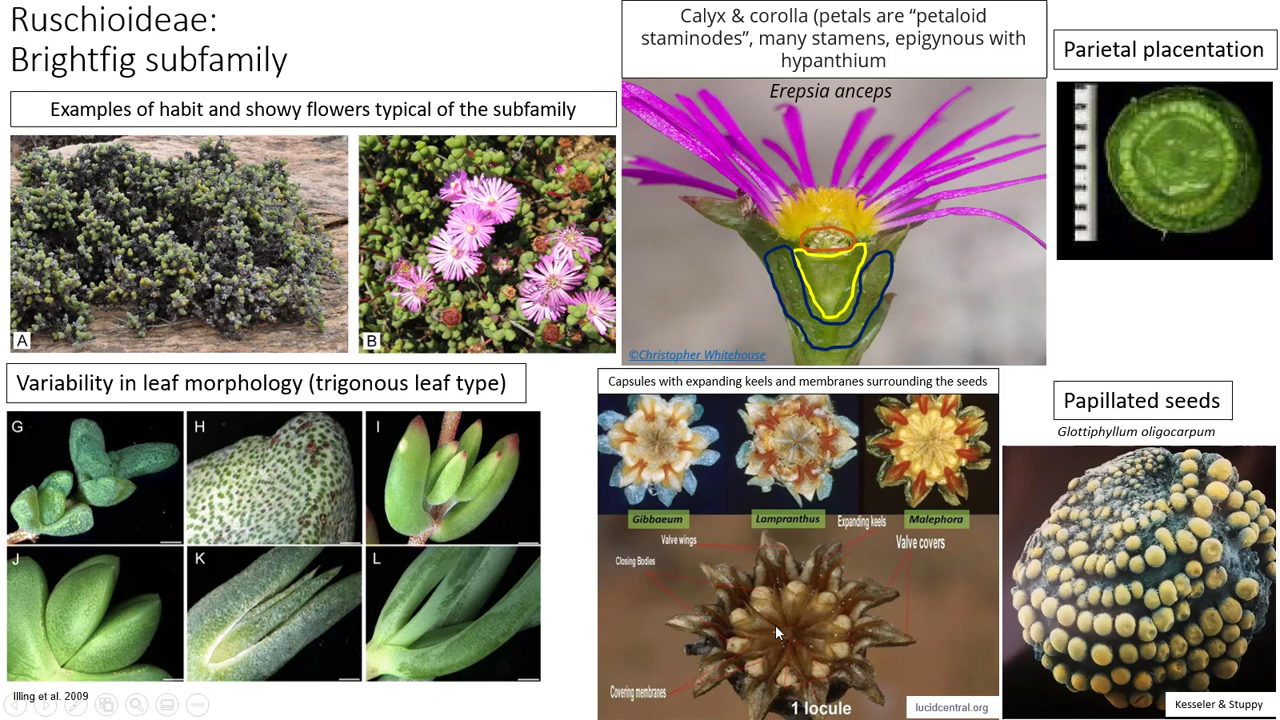 Ruschioideae:
Brightfig subfamily
Examples of habit and showy flowers typical of the subfamily
A
B
Calyx & corolla (petals are “petaloid
staminodes”, many stamens, epigynous with
hypanthium
Erepsia anceps
©Christopher Whitehouse
Parietal placentation
Variability in leaf morphology (trigonous leaf type)
G
H
I
J
K
L
Illing et al. 2009
Capsules with expanding keels and membranes surrounding the seeds
Gibbaeum
Lampranthus
Malephora
Expanding keels
Valve wings
Valve covers
Closing Bodies
Covering membranes
1 locule
lucidcentral.org
Papillated seeds
Glottiphyllum oligocarpum
Kesseler & Stuppy